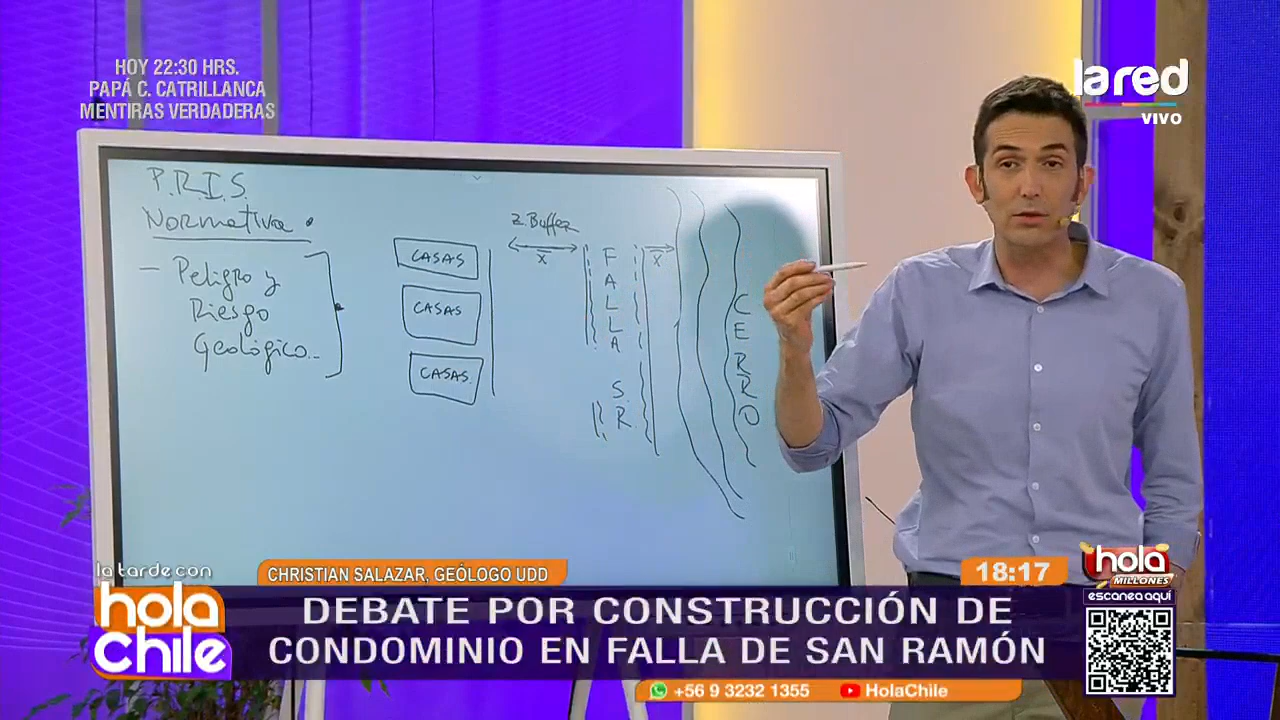 HOY 22:30 HRS.
PAPÁ C. CATRILLANCA
MENTIRAS VERDADERAS
la red
VIVO
P.R.I.S.
Normativa
- Peligro y
Riesgo
Geológico..
CASAS
CASAS
CASAS.
z. Buffer
x
FALLA S.R.
x
CERRO
la tarde con
hola
Chile
CHRISTIAN SALAZAR, GEÓLOGO UDD
18:17
DEBATE POR CONSTRUCCIÓN DE
CONDOMINIO EN FALLA DE SAN RAMÓN
+56 9 3232 1355
HolaChile
hola
MILLONES
escanea aquí